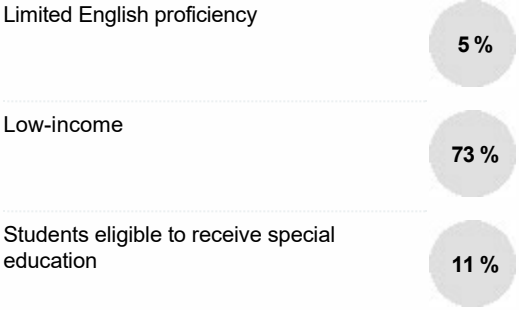 Limited English proficiency
5 %
Low-income
73 %
Students eligible to receive special
education
11 %